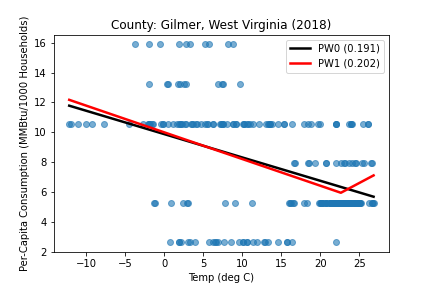 County: Gilmer, West Virginia (2018)
Per-Capita Consumption (MMBtu/1000 Households)
16
14
12
10
8
6
4
2
PW0 (0.191)
PW1 (0.202)
−10 −5 0 5 10 15 20 25
Temp (deg C)